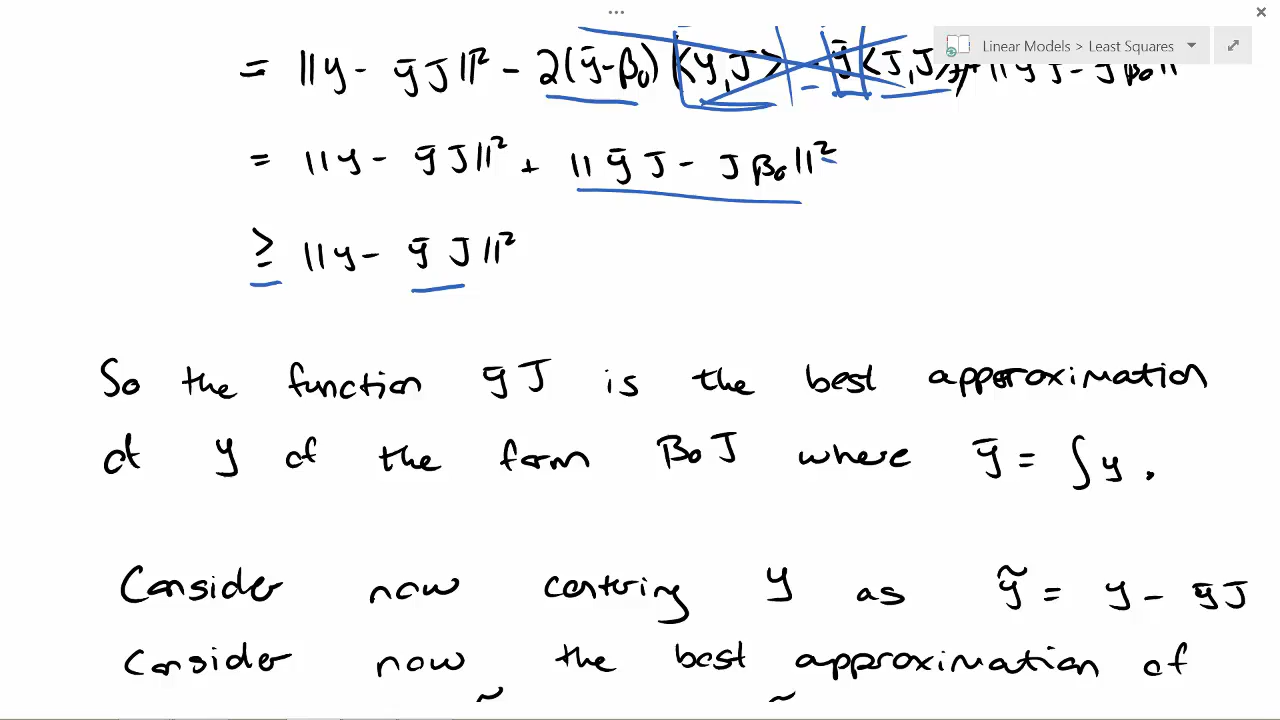 Linear Models > Least Squares
= ||y - ȳJ||² - 2(ȳ-β₀)(<y,J> - ȳ<J,J>)+ ||ȳJ - Jβ₀||
= ||y - ȳJ||² + ||ȳJ - Jβ₀||²
≥ ||y - ȳJ||²
So the function ȳJ is the best approximation
of y of the form β₀J where ȳ = ∫y.
Consider now centering y as ỹ = y - ȳJ
Consider now the best approximation of